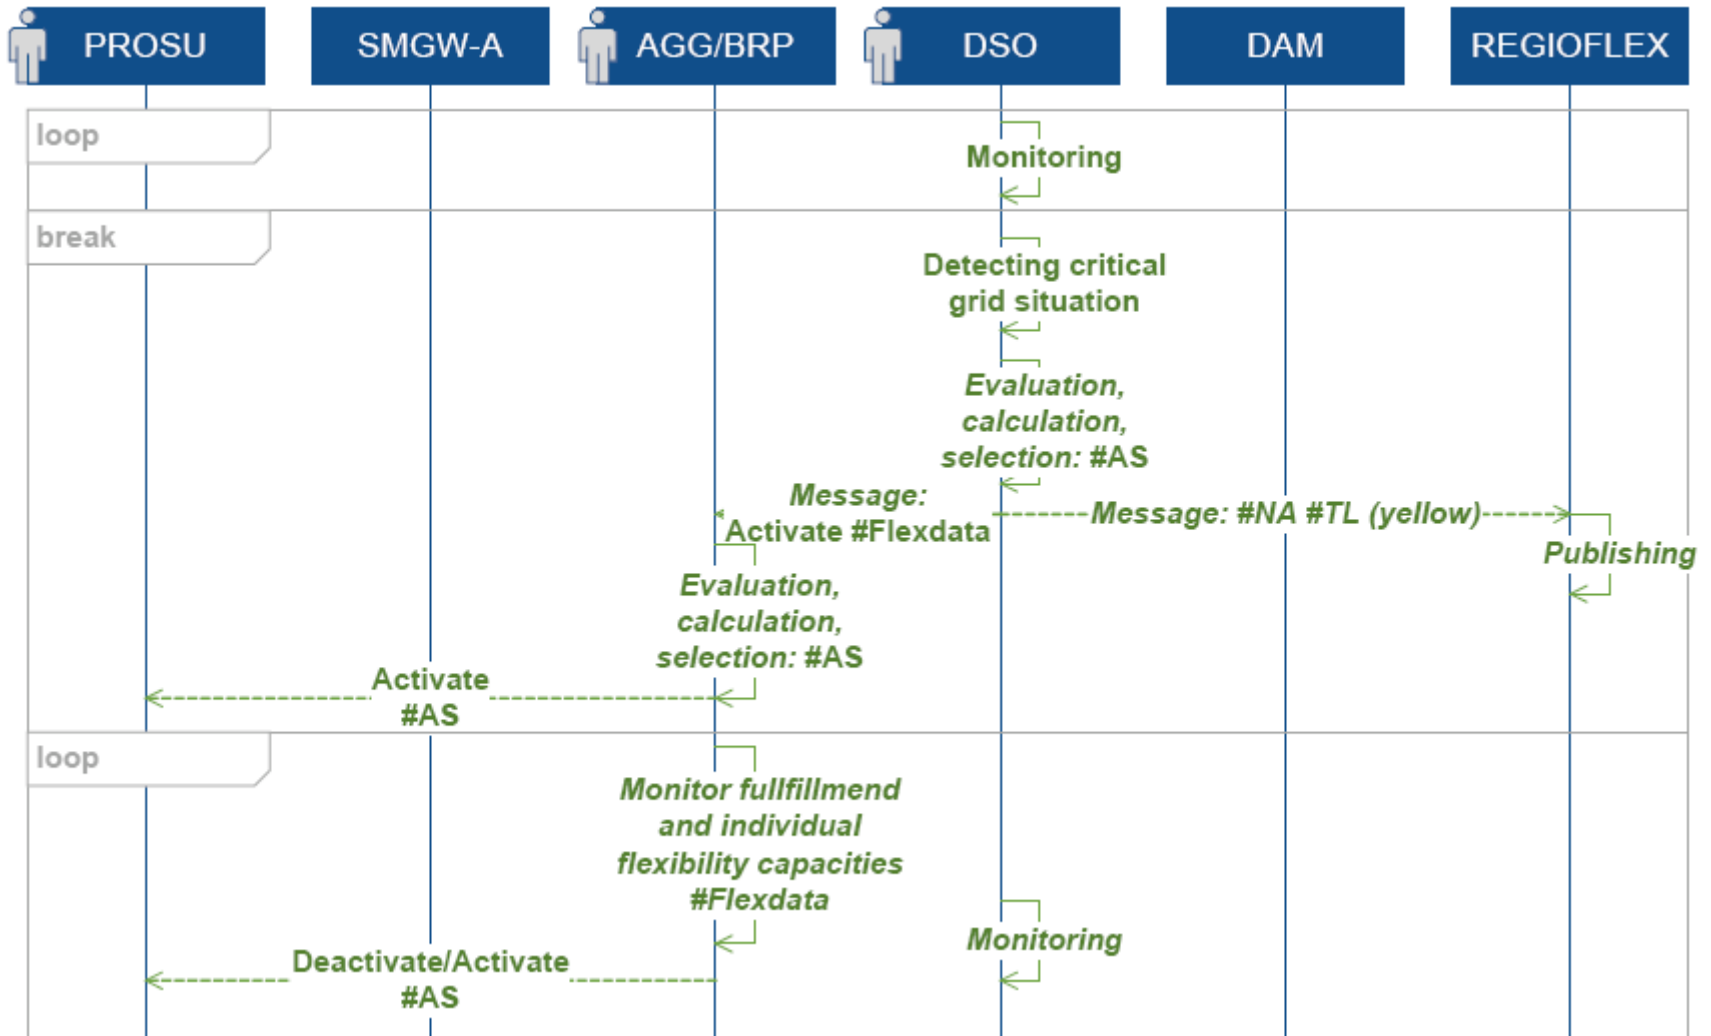 PROSU
SMGW-A
AGG/BRP
DSO
DAM
REGIOFLEX
loop
Monitoring
break
Detecting critical
grid situation
Evaluation,
calculation,
selection: #AS
Message:
Activate #Flexdata
Message: #NA #TL (yellow)
Publishing
Evaluation,
calculation,
selection: #AS
Activate
#AS
loop
Monitor fullfillmend
and individual
flexibility capacities
#Flexdata
Monitoring
Deactivate/Activate
#AS